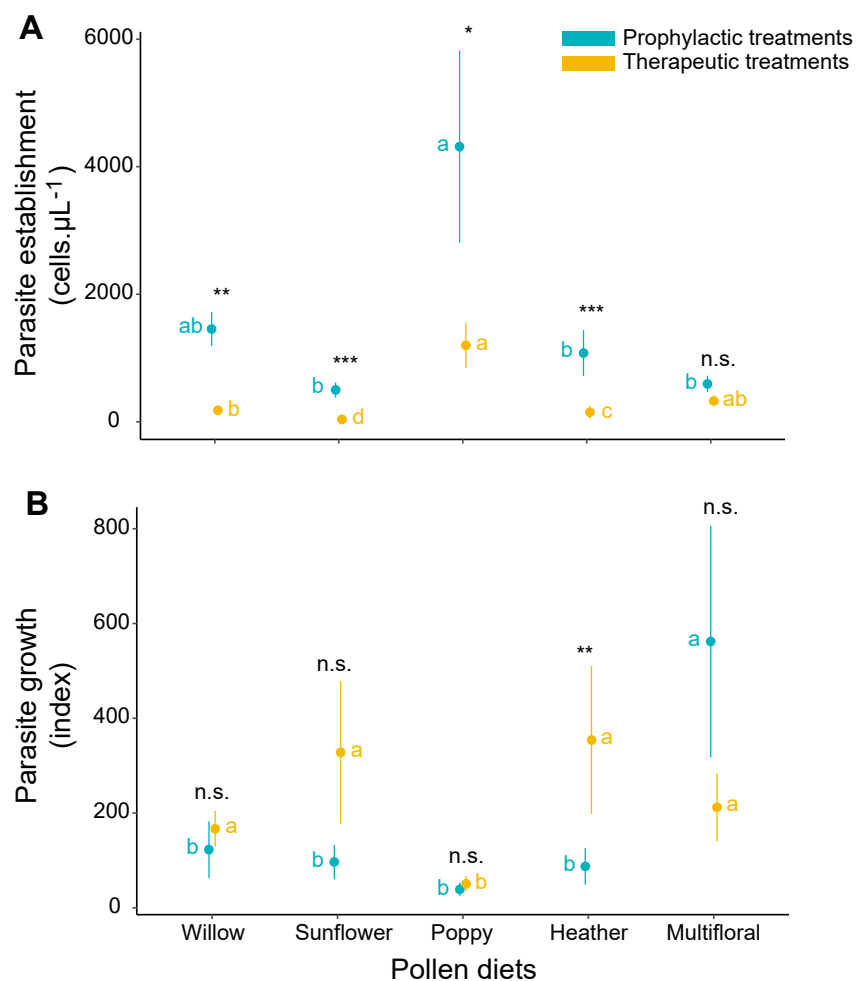 A
Prophylactic treatments
Therapeutic treatments
Parasite establishment
(cells.µL⁻¹)
6000
4000
2000
0
*
a
a
**
ab
b
***
b
d
***
b
c
n.s.
b
ab
B
Parasite growth
(index)
800
600
400
200
0
n.s.
b
a
n.s.
b
a
n.s.
b
b
**
b
a
n.s.
a
a
Willow
Sunflower
Poppy
Heather
Multifloral
Pollen diets